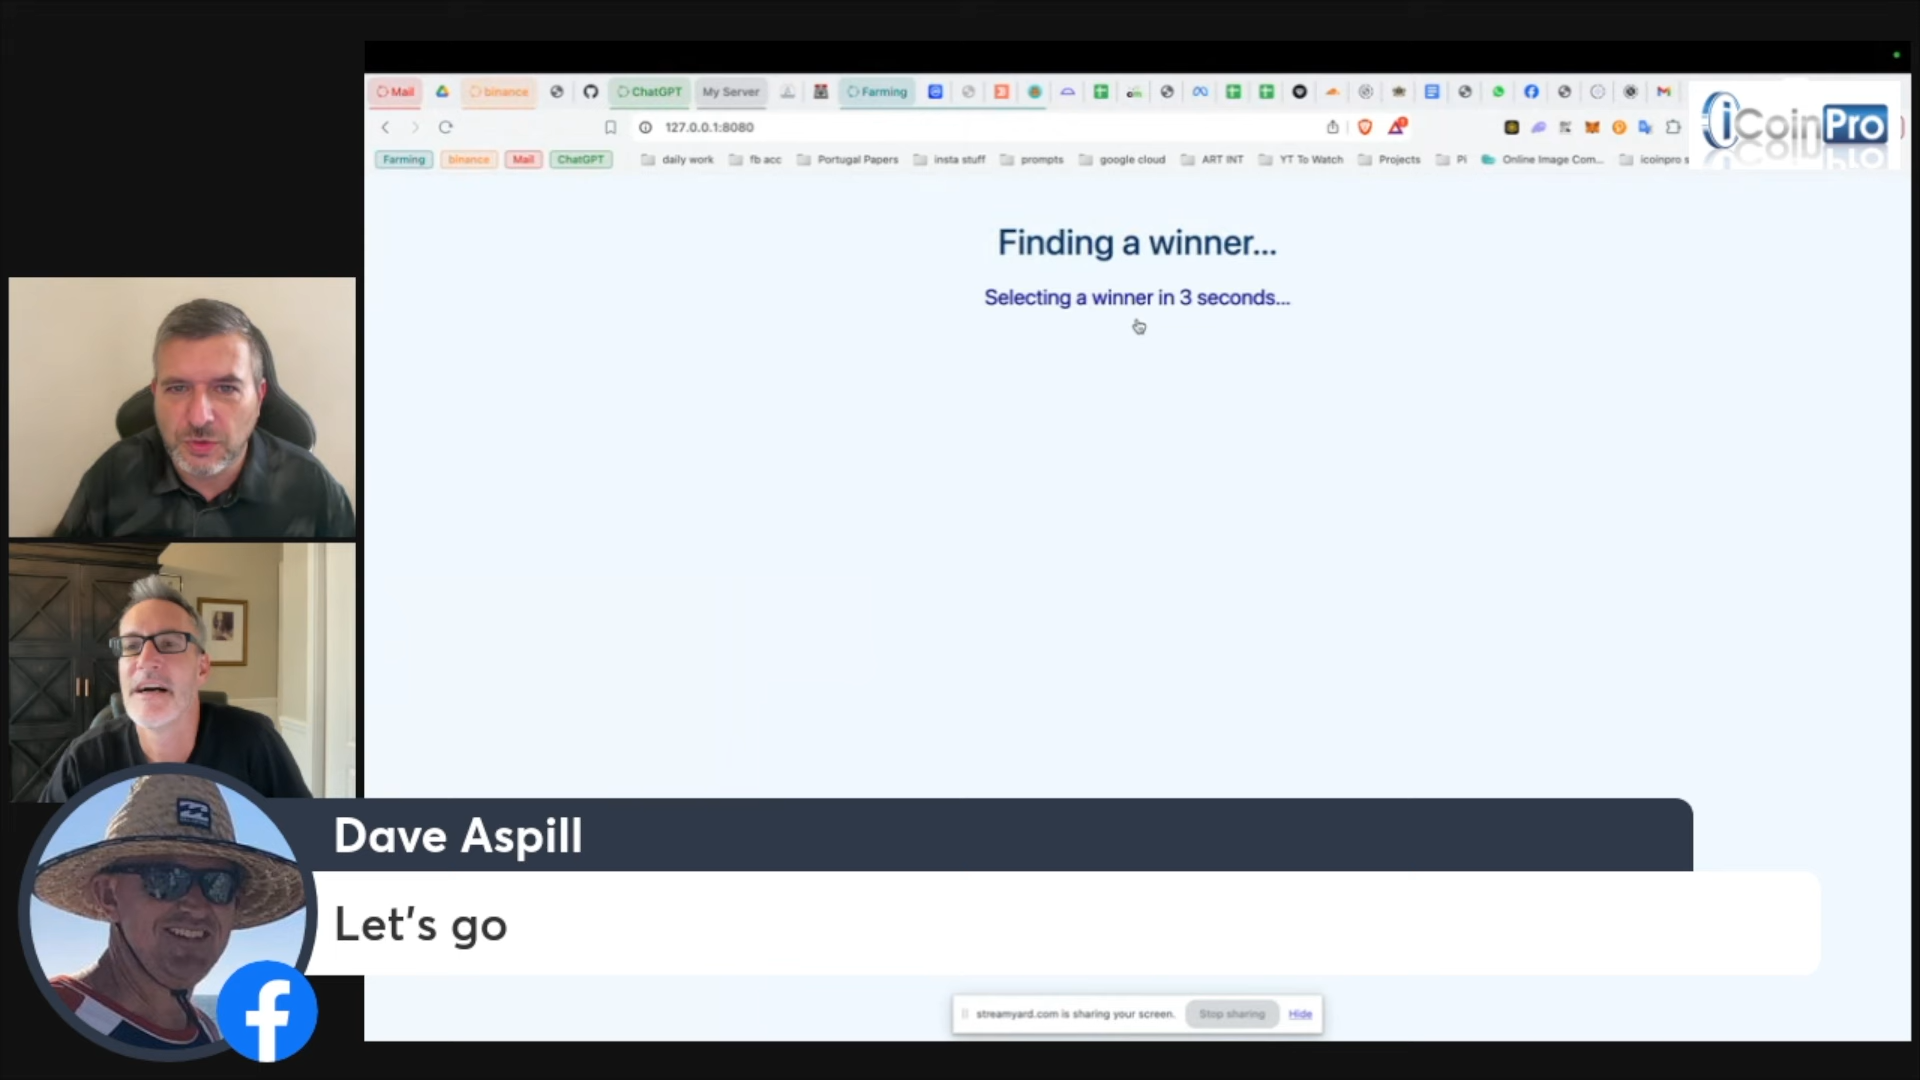 Mail binance ChatGPT My Server Farming
127.0.0.1:8080
iCoinPro
Farming binance Mail ChatGPT daily work fb acc Portugal Papers insta stuff prompts google cloud ART INT YT To Watch Projects Pi Online Image Com... icoinpro s
Finding a winner...
Selecting a winner in 3 seconds...
Dave Aspill
Let's go
streamyard.com is sharing your screen. Stop sharing Hide